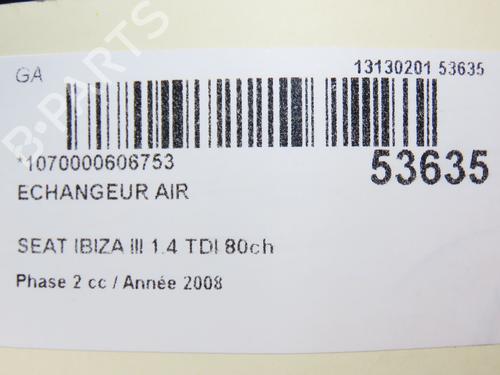 GA
13130201 53635
B-PARTS
*1070000606753
53635
ECHANGEUR AIR
SEAT IBIZA III 1.4 TDI 80ch
Phase 2 cc / Année 2008